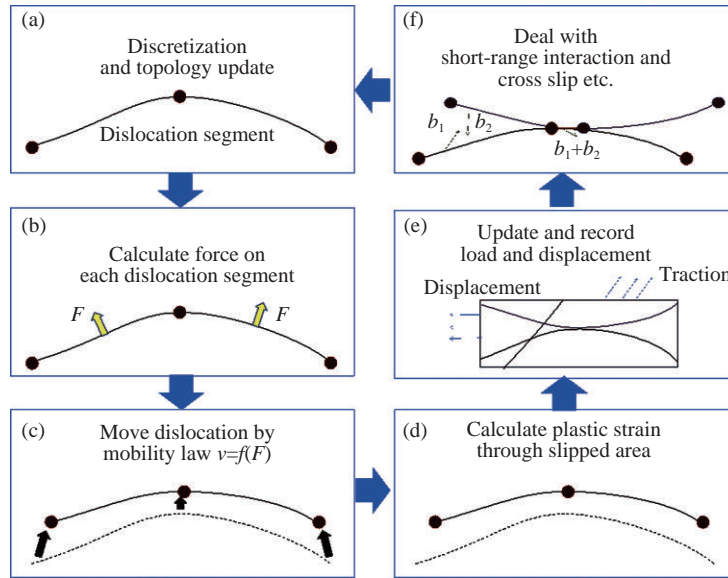 (a)
Discretization
and topology update
Dislocation segment
(b)
Calculate force on
each dislocation segment
F
F
(c)
Move dislocation by
mobility law v=f(F)
(d)
Calculate plastic strain
through slipped area
(e)
Update and record
load and displacement
Traction
Displacement
(f)
Deal with
short-range interaction and
cross slip etc.
b₁
b₂
b₁+b₂